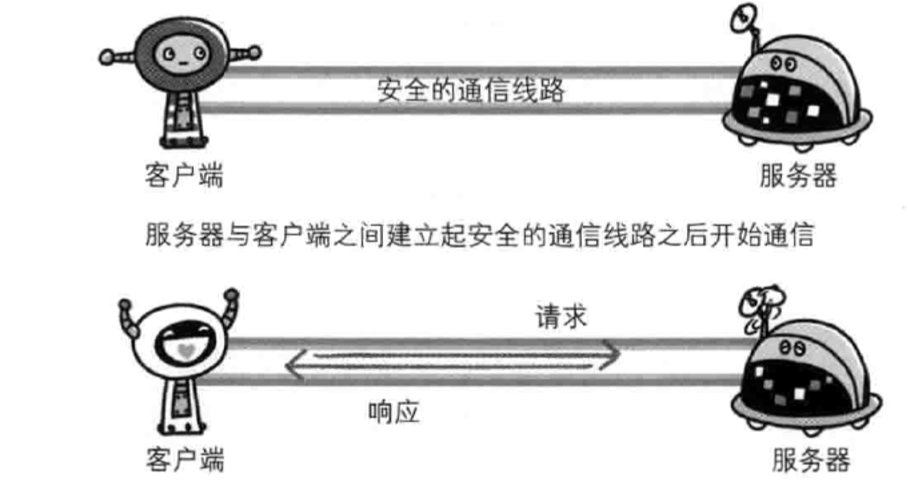 安全的通信线路
客户端 服务器
服务器与客户端之间建立起安全的通信线路之后开始通信
请求
响应
客户端 服务器